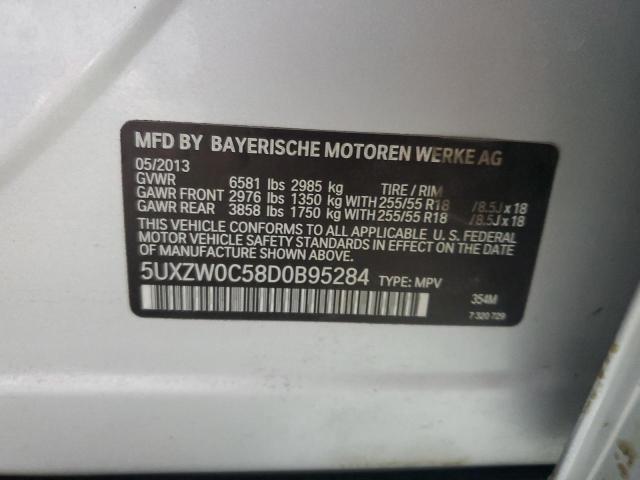 MFD BY BAYERISCHE MOTOREN WERKE AG
05/2013
GVWR 6581 lbs 2985 kg TIRE / RIM
GAWR FRONT 2976 lbs 1350 kg WITH 255/55 R18 /8.5J x 18
GAWR REAR 3858 lbs 1750 kg WITH 255/55 R18 /8.5J x 18
THIS VEHICLE CONFORMS TO ALL APPLICABLE U.S. FEDERAL
MOTOR VEHICLE SAFETY STANDARDS IN EFFECT ON THE DATE
OF MANUFACTURE SHOWN ABOVE.
5UXZW0C58D0B95284 TYPE: MPV
354M
7 320 729